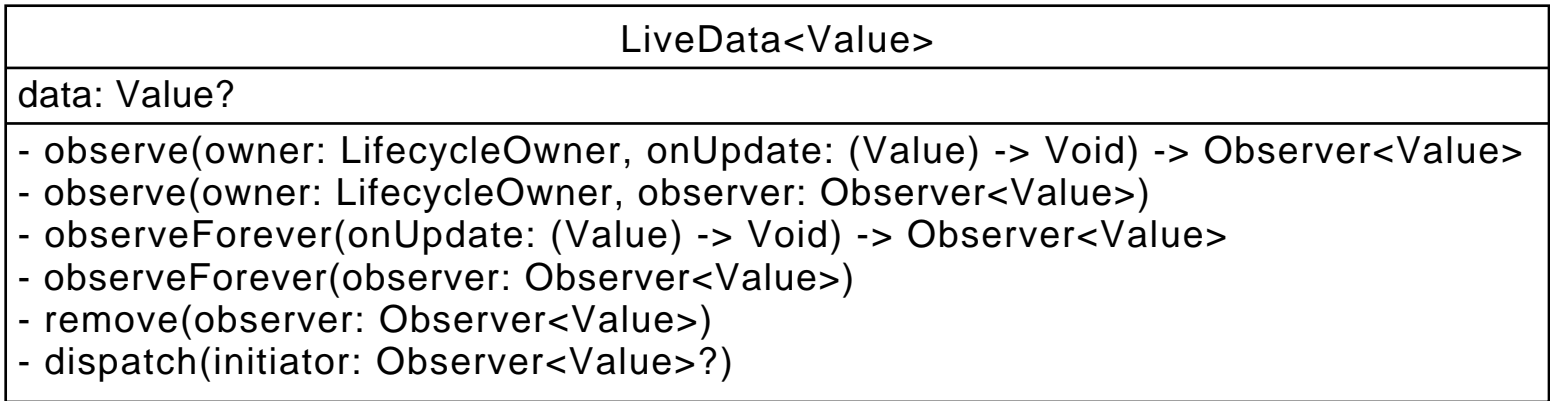 LiveData<Value>
data: Value?
- observe(owner: LifecycleOwner, onUpdate: (Value) -> Void) -> Observer<Value>
- observe(owner: LifecycleOwner, observer: Observer<Value>)
- observeForever(onUpdate: (Value) -> Void) -> Observer<Value>
- observeForever(observer: Observer<Value>)
- remove(observer: Observer<Value>)
- dispatch(initiator: Observer<Value>?)